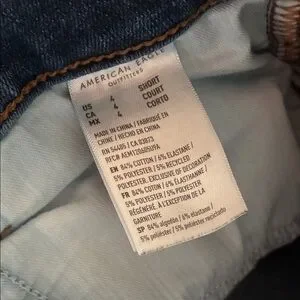 AMERICAN EAGLE
OUTFITTERS
US 4 SHORT
CA 4 COURT
MX 4 CORTO
MADE IN CHINA / FABRIQUÉ EN
CHINE / HECHO EN CHINA
RN 54485 / CA 03873
EN 84% COTTON / 6% ELASTANE /
5% POLYESTER / 5% RECYCLED
POLYESTER. EXCLUSIVE OF DECORATION
FR 84% COTON / 6% ÉLASTHANNE /
5% POLYESTER / 5% POLYESTER
RÉGÉNÉRÉ. À L'EXCEPTION DE LA
GARNITURE
SP 84% algodón / 6% elastano /
5% poliéster / 5% poliéster